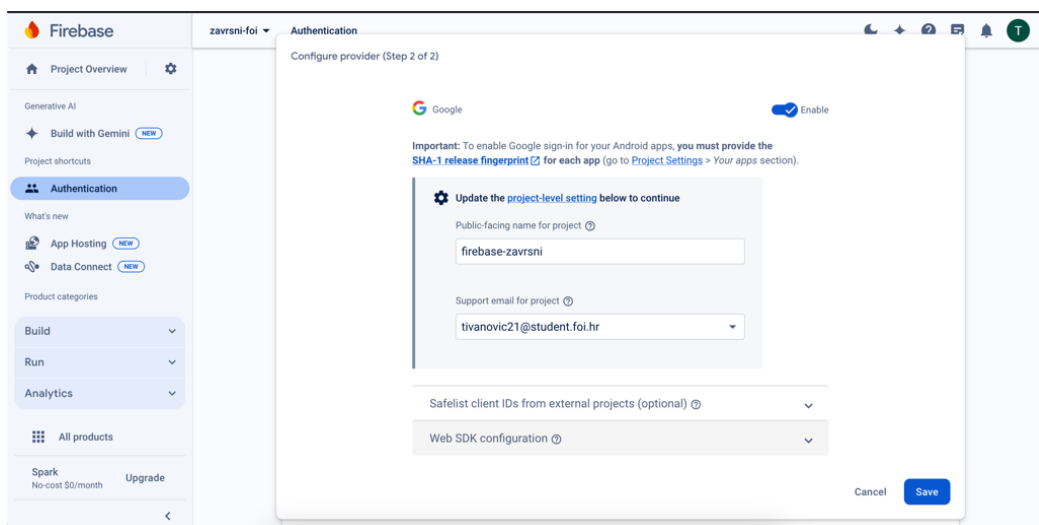 Firebase
Project Overview
Generative AI
Build with Gemini NEW
Project shortcuts
Authentication
What's new
App Hosting NEW
Data Connect NEW
Product categories
Build
Run
Analytics
All products
Spark
No-cost $0/month
Upgrade
zavrsni-foi
Authentication
T
Configure provider (Step 2 of 2)
Google
Enable
Important: To enable Google sign-in for your Android apps, you must provide the
SHA-1 release fingerprint for each app (go to Project Settings > Your apps section).
Update the project-level setting below to continue
Public-facing name for project
firebase-zavrsni
Support email for project
tivanovic21@student.foi.hr
Safelist client IDs from external projects (optional)
Web SDK configuration
Cancel
Save